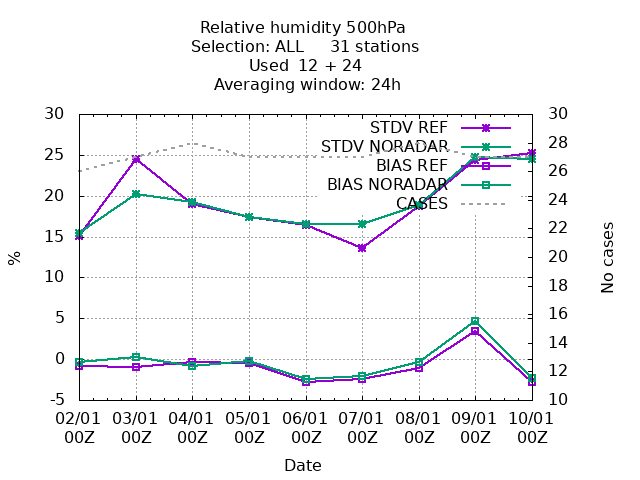 Relative humidity 500hPa
Selection: ALL 31 stations
Used 12 + 24
Averaging window: 24h
STDV REF
STDV NORADAR
BIAS REF
BIAS NORADAR
CASES
30
25
20
15
10
5
0
-5
%
30
28
26
24
22
20
18
16
14
12
10
No cases
02/01 03/01 04/01 05/01 06/01 07/01 08/01 09/01 10/01
00Z 00Z 00Z 00Z 00Z 00Z 00Z 00Z 00Z
Date